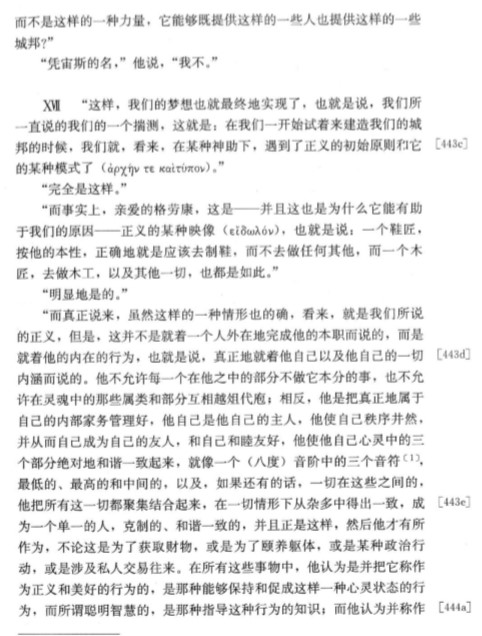 而不是这样的一种力量，它能够既提供这样的一些人也提供这样的一些
城邦?”
“凭宙斯的名，”他说，“我不。”
XVII “这样，我们的梦想也就最终地实现了，也就是说，我们所
一直说的我们的一个揣测，这就是：在我们一开始试着来建造我们的城
邦的时候，我们就，看来，在某种神助下，遇到了正义的初始原则和它 [443c]
的某种模式了 (ἀρχήν τε καὶτύπον)。”
“完全是这样。”
“而事实上，亲爱的格劳康，这是——并且这也是为什么它能有助
于我们的原因——正义的某种映像 (εἴδωλόν)，也就是说：一个鞋匠，
按他的本性，正确地就是应该去制鞋，而不去做任何其他，而一个木
匠，去做木工，以及其他一切，也都是如此。”
“明显地是的。”
“而真正说来，虽然这样的一种情形也的确，看来，就是我们所说
的正义，但是，这并不是就着一个人外在地完成他的本职而说的，而是
就着他的内在的行为，也就是说，真正地就着他自己以及他自己的一切 [443d]
内涵而说的。他不允许每一个在他之中的部分不做它本分的事，也不允
许在灵魂中的那些属类和部分互相越俎代庖；相反，他是把真正地属于
自己的内部家务管理好，他自己是他自己的主人，他使自己秩序井然，
并从而自己成为自己的友人，和自己和睦友好，他使他自己心灵中的三
个部分绝对地和谐一致起来，就像一个（八度）音阶中的三个音符〔1〕，
最低的、最高的和中间的，以及，如果还有的话，一切在这些之间的，
他把所有这一切都聚集结合起来，在一切情形下从杂多中得出一致，成 [443e]
为一个单一的人，克制的、和谐一致的，并且正是这样，然后他才有所
作为，不论这是为了获取财物，或是为了颐养躯体，或是某种政治行
动，或是涉及私人交易往来。在所有这些事物中，他认为是并把它称作
为正义和美好的行为的，是那种能够保持和促成这样一种心灵状态的行
为，而所谓聪明智慧的，是那种指导这种行为的知识；而他认为并称作 [444a]